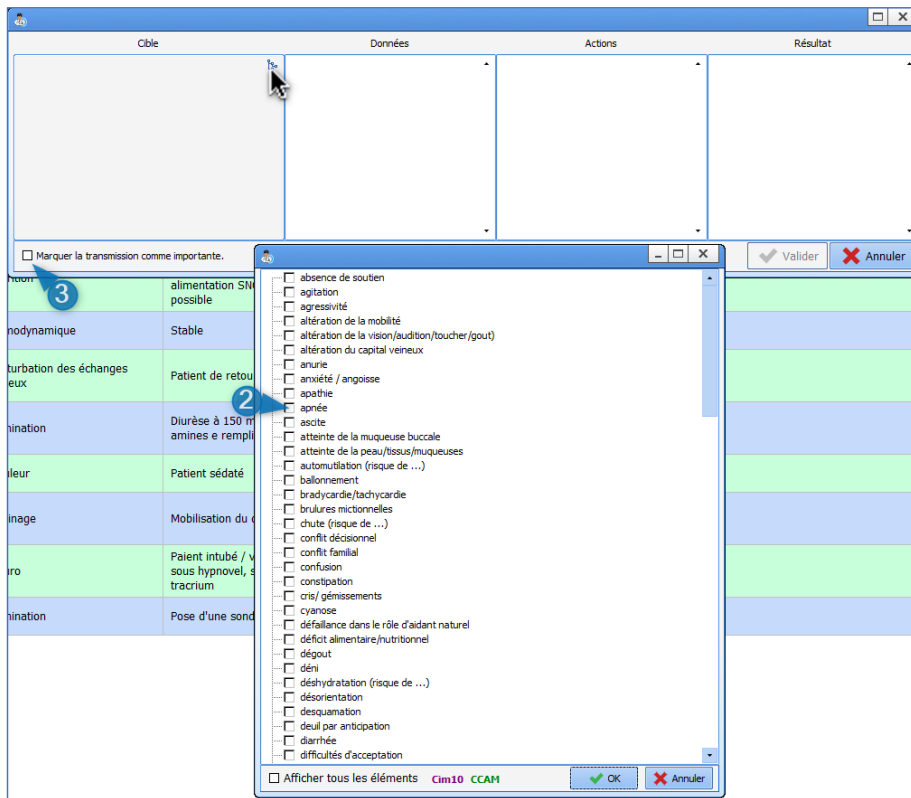 Cible Données Actions Résultat
Marquer la transmission comme importante.
Valider Annuler
3
alimentation SN
possible
nodynamique Stable
turbation des échanges
eux
Patient de retou
2
nination
Diurèse à 150 m
amines e rempli
leur Patient sédaté
inage Mobilisation du
ro
Paient intubé / v
sous hypnovel, s
tracrium
nination Pose d'une sond
absence de soutien
agitation
agressivité
altération de la mobilité
altération de la vision/audition/toucher/gout)
altération du capital veineux
anurie
anxiété / angoisse
apathie
apnée
ascite
atteinte de la muqueuse buccale
atteinte de la peau/tissus/muqueuses
automutilation (risque de ...)
ballonnement
bradycardie/tachycardie
brulures mictionnelles
chute (risque de ...)
conflit décisionnel
conflit familial
confusion
constipation
cris/ gémissements
cyanose
défaillance dans le rôle d'aidant naturel
déficit alimentaire/nutritionnel
dégout
déni
déshydratation (risque de ...)
désorientation
desquamation
deuil par anticipation
diarrhée
difficultés d'acceptation
Afficher tous les éléments Cim10 CCAM OK Annuler